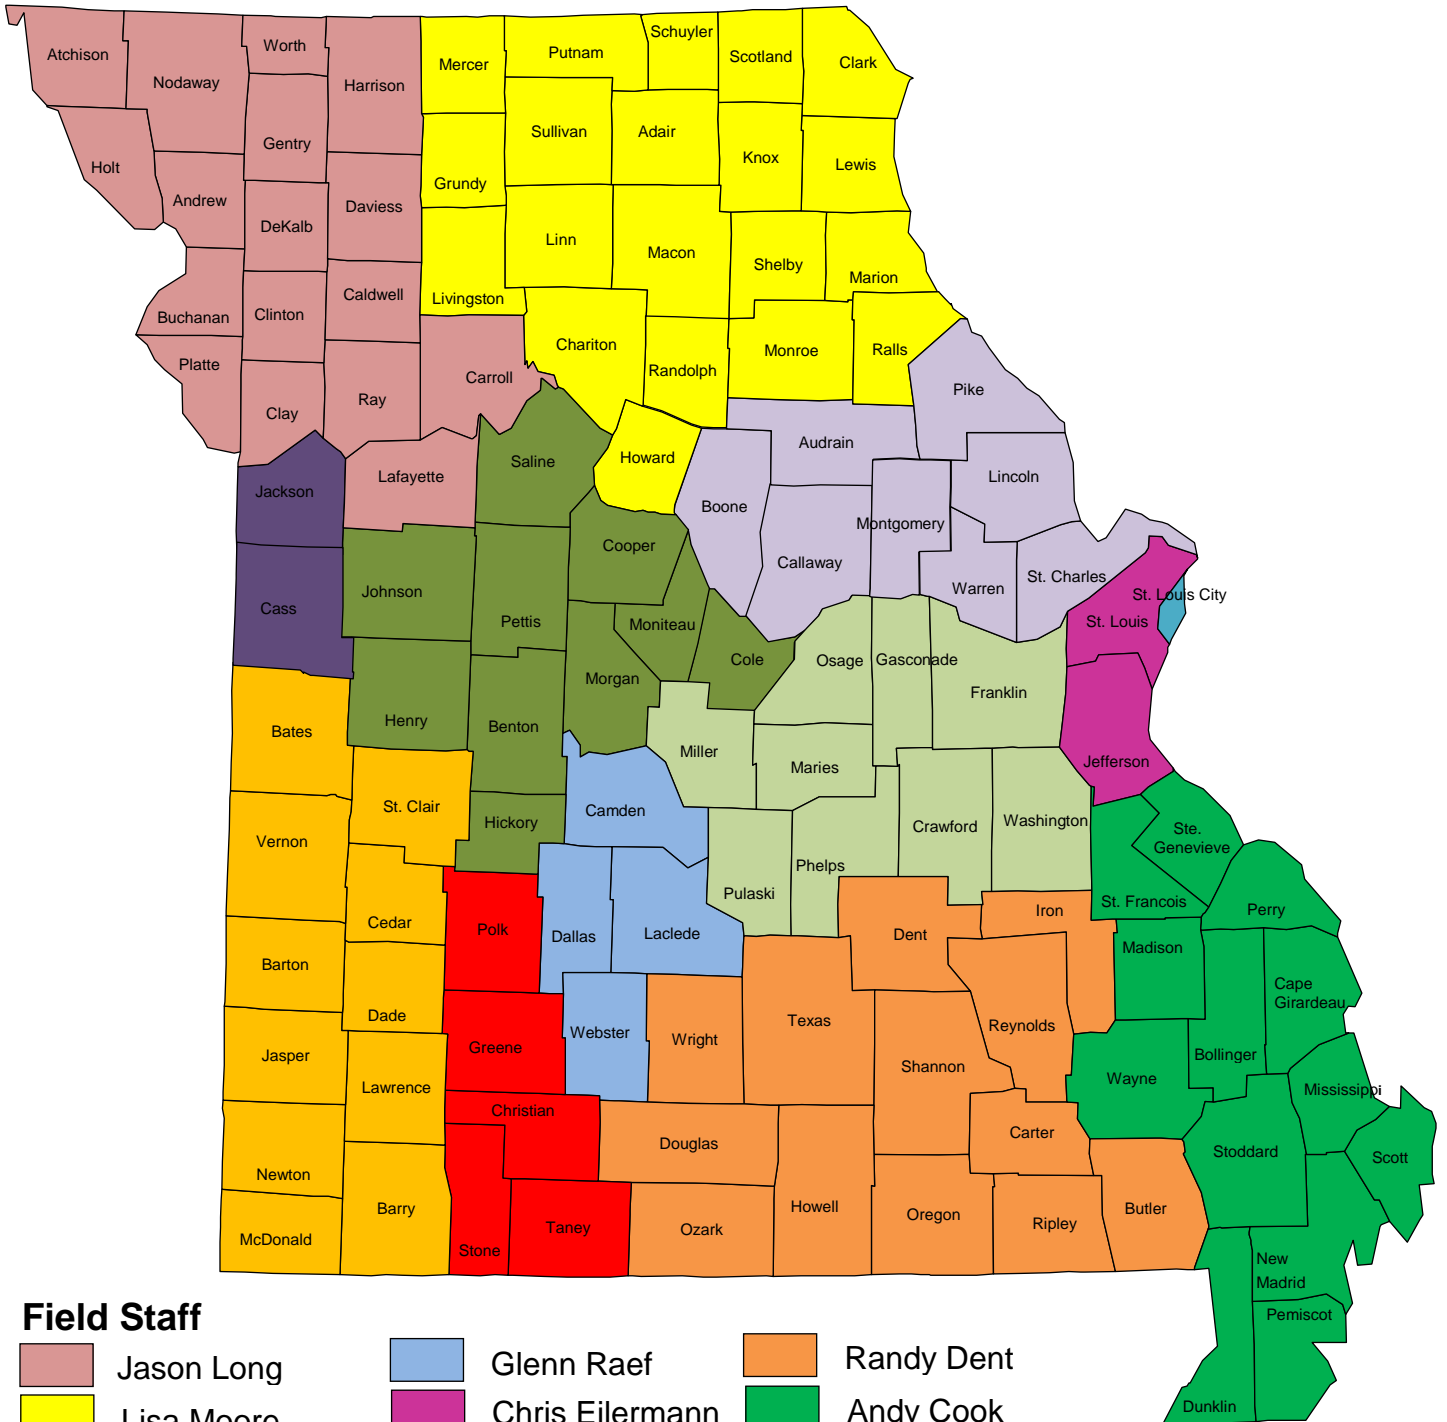 Atchison
Nodaway
Worth
Harrison
Mercer
Putnam
Schuyler
Scotland
Clark
Holt
Andrew
Gentry
DeKalb
Daviess
Grundy
Sullivan
Adair
Knox
Lewis
Buchanan
Clinton
Caldwell
Livingston
Linn
Macon
Shelby
Marion
Platte
Clay
Ray
Carroll
Chariton
Randolph
Monroe
Ralls
Pike
Jackson
Lafayette
Saline
Howard
Boone
Audrain
Montgomery
Lincoln
Cass
Johnson
Pettis
Cooper
Moniteau
Cole
Callaway
Warren
St. Charles
St. Louis City
St. Louis
Bates
Henry
Benton
Morgan
Miller
Osage
Gasconade
Franklin
Jefferson
Vernon
St. Clair
Hickory
Camden
Maries
Pulaski
Phelps
Crawford
Washington
Ste.
Genevieve
St. Francois
Perry
Barton
Cedar
Polk
Dallas
Laclede
Dent
Iron
Madison
Cape
Girardeau
Jasper
Dade
Greene
Webster
Wright
Texas
Shannon
Reynolds
Wayne
Bollinger
Mississippi
Lawrence
Christian
Douglas
Carter
Stoddard
Scott
Newton
McDonald
Barry
Stone
Taney
Ozark
Howell
Oregon
Ripley
Butler
New
Madrid
Pemiscot
Dunklin
Field Staff
Jason Long
Glenn Raef
Randy Dent
Lisa Moore
Chris Eilermann
Andy Cook